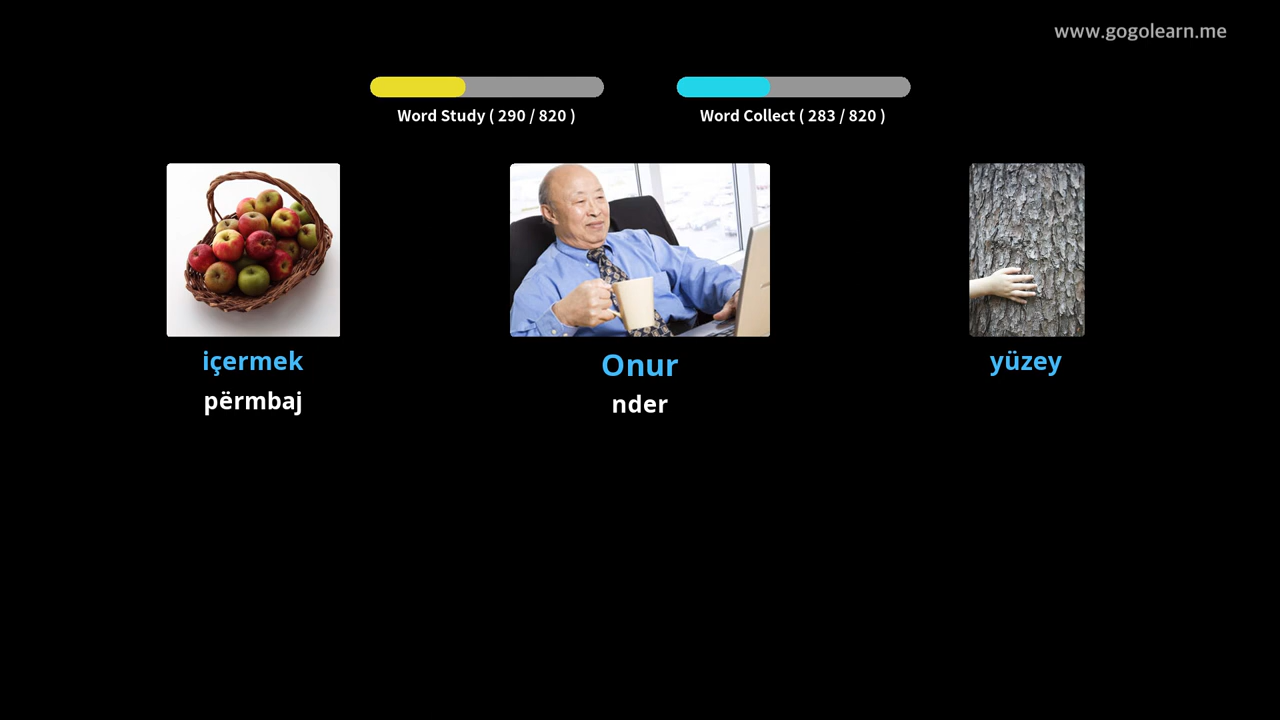 www.gogolearn.me
Word Study ( 290 / 820 )
Word Collect ( 283 / 820 )
içermek
përmbaj
Onur
nder
yüzey